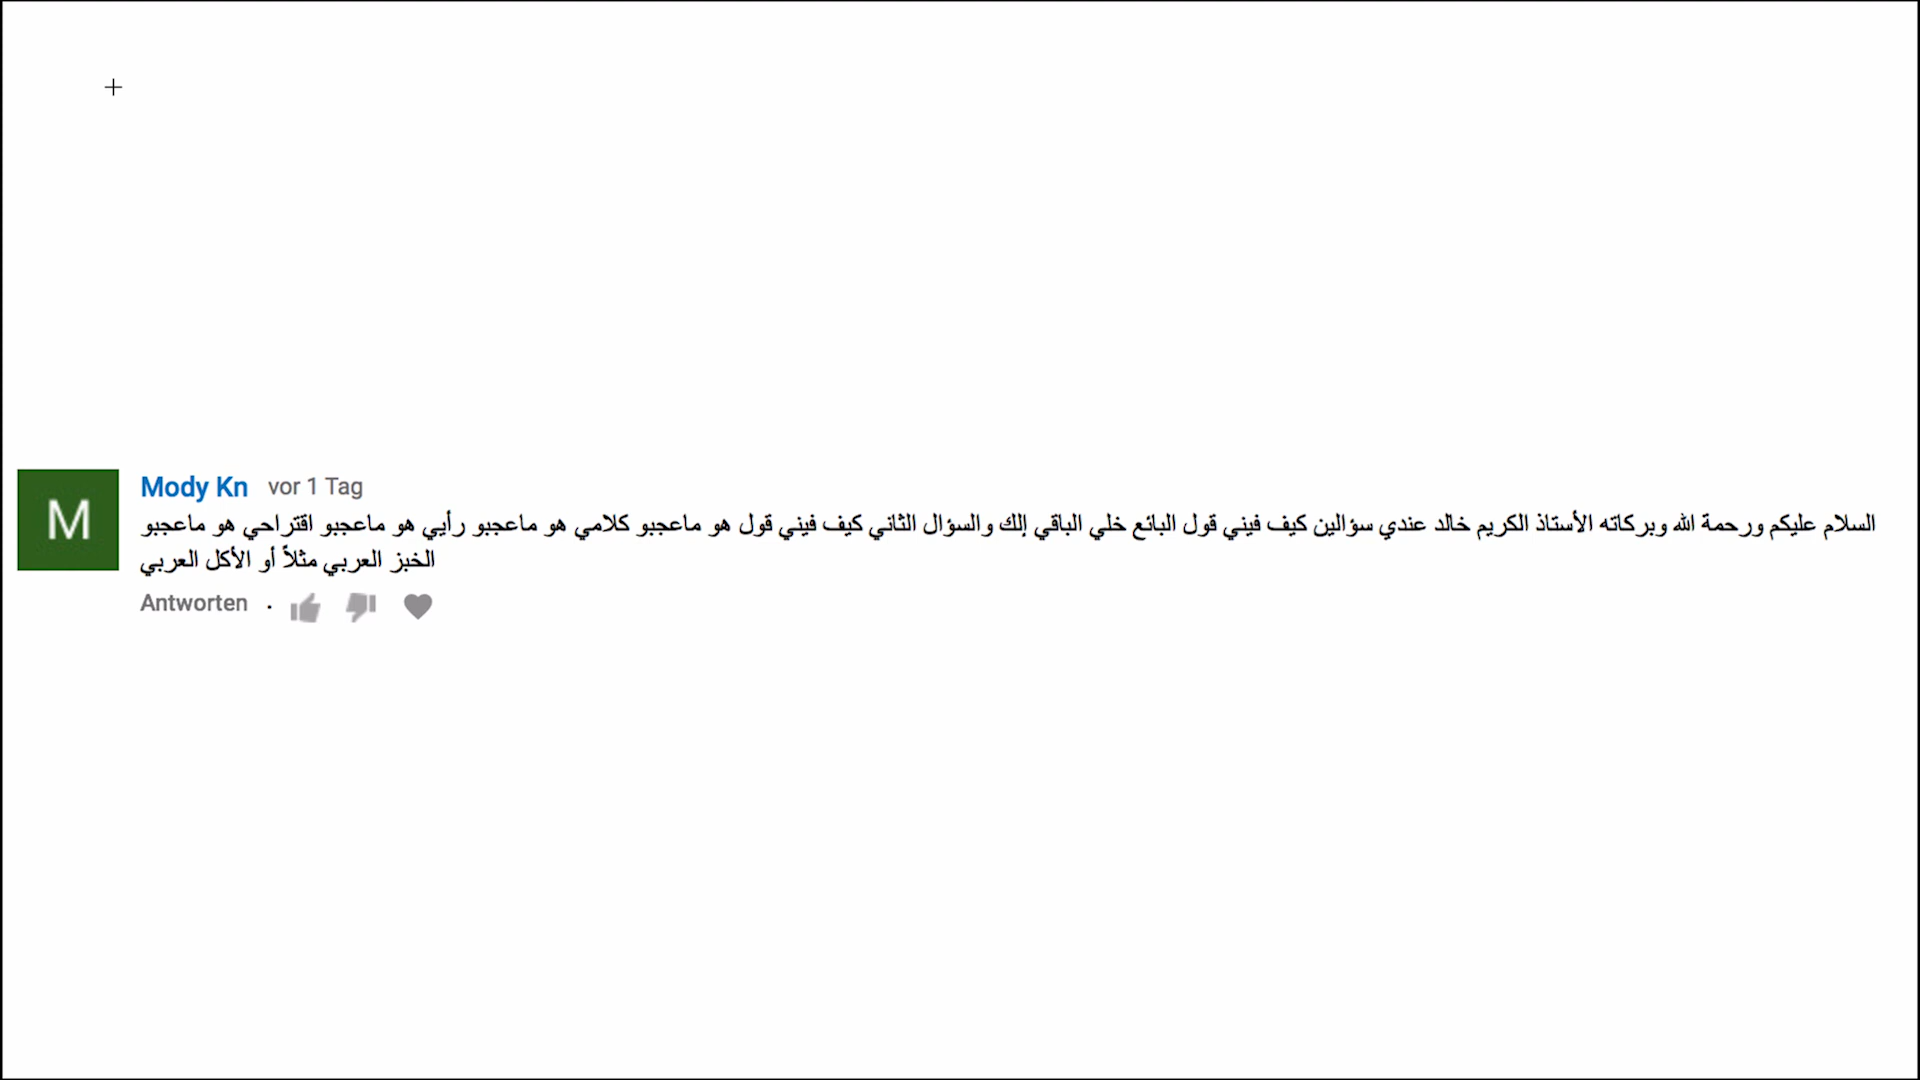 M
Mody Kn vor 1 Tag
السلام عليكم ورحمة الله وبركاته الأستاذ الكريم خالد عندي سؤالين كيف فيني قول البائع خلي الباقي إلك والسؤال الثاني كيف فيني قول هو ماعجبو كلامي هو ماعجبو رأيي هو ماعجبو اقتراحي هو ماعجبو
الخبز العربي مثلاً أو الأكل العربي
Antworten